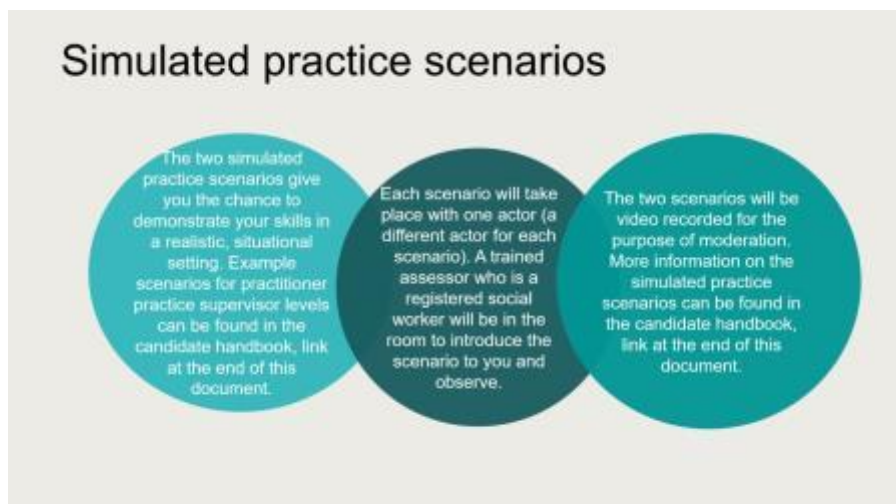 Simulated practice scenarios
The two simulated
practice scenarios give
you the chance to
demonstrate your skills in
a realistic, situational
setting. Example
scenarios for practitioner
practice supervisor levels
can be found in the
candidate handbook, link
at the end of this
document.
Each scenario will take
place with one actor (a
different actor for each
scenario). A trained
assessor who is a
registered social
worker will be in the
room to introduce the
scenario to you and
observe.
The two scenarios will be
video recorded for the
purpose of moderation.
More information on the
simulated practice
scenarios can be found in
the candidate handbook,
link at the end of this
document.